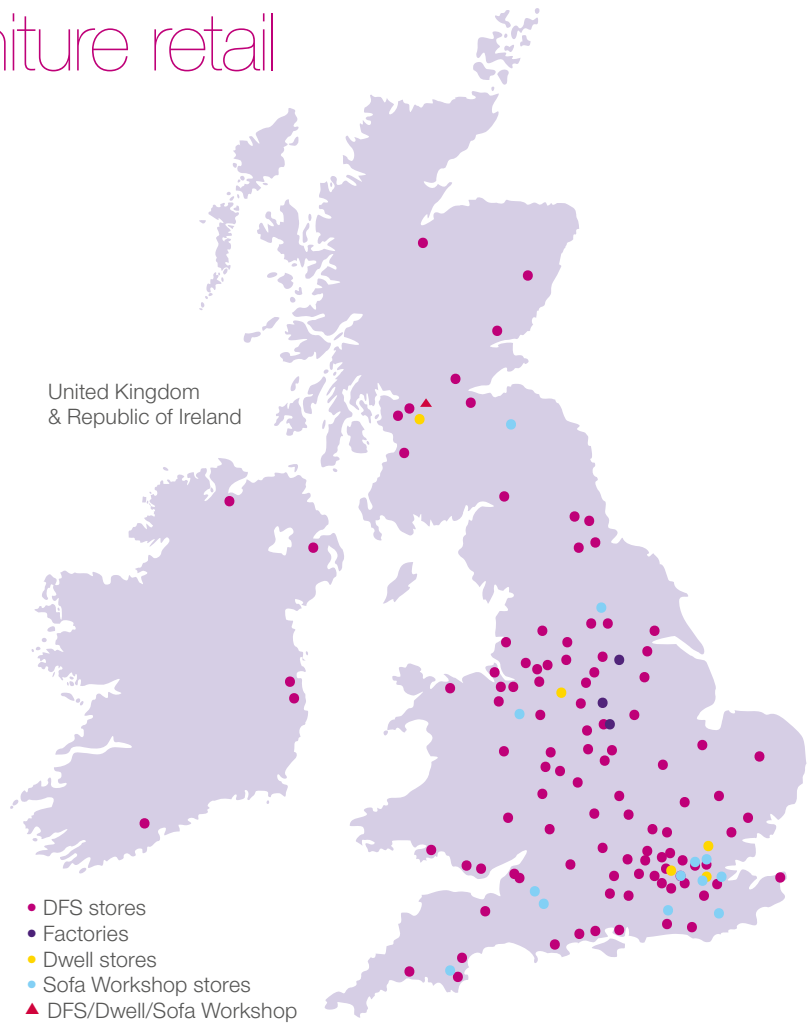 niture retail
United Kingdom
& Republic of Ireland
DFS stores
Factories
Dwell stores
Sofa Workshop stores
DFS/Dwell/Sofa Workshop